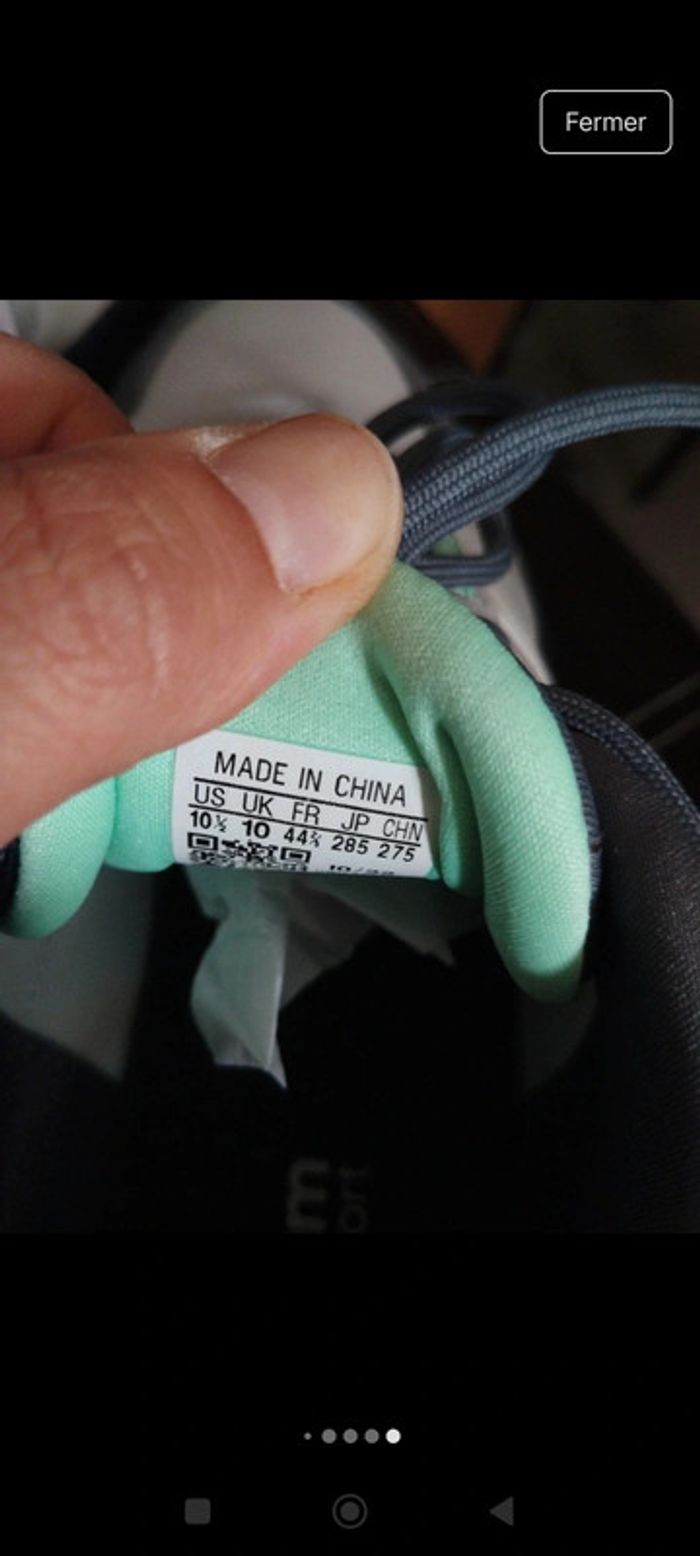 Fermer
MADE IN CHINA
US UK FR JP CHN
10½ 10 44⅔ 285 275
m